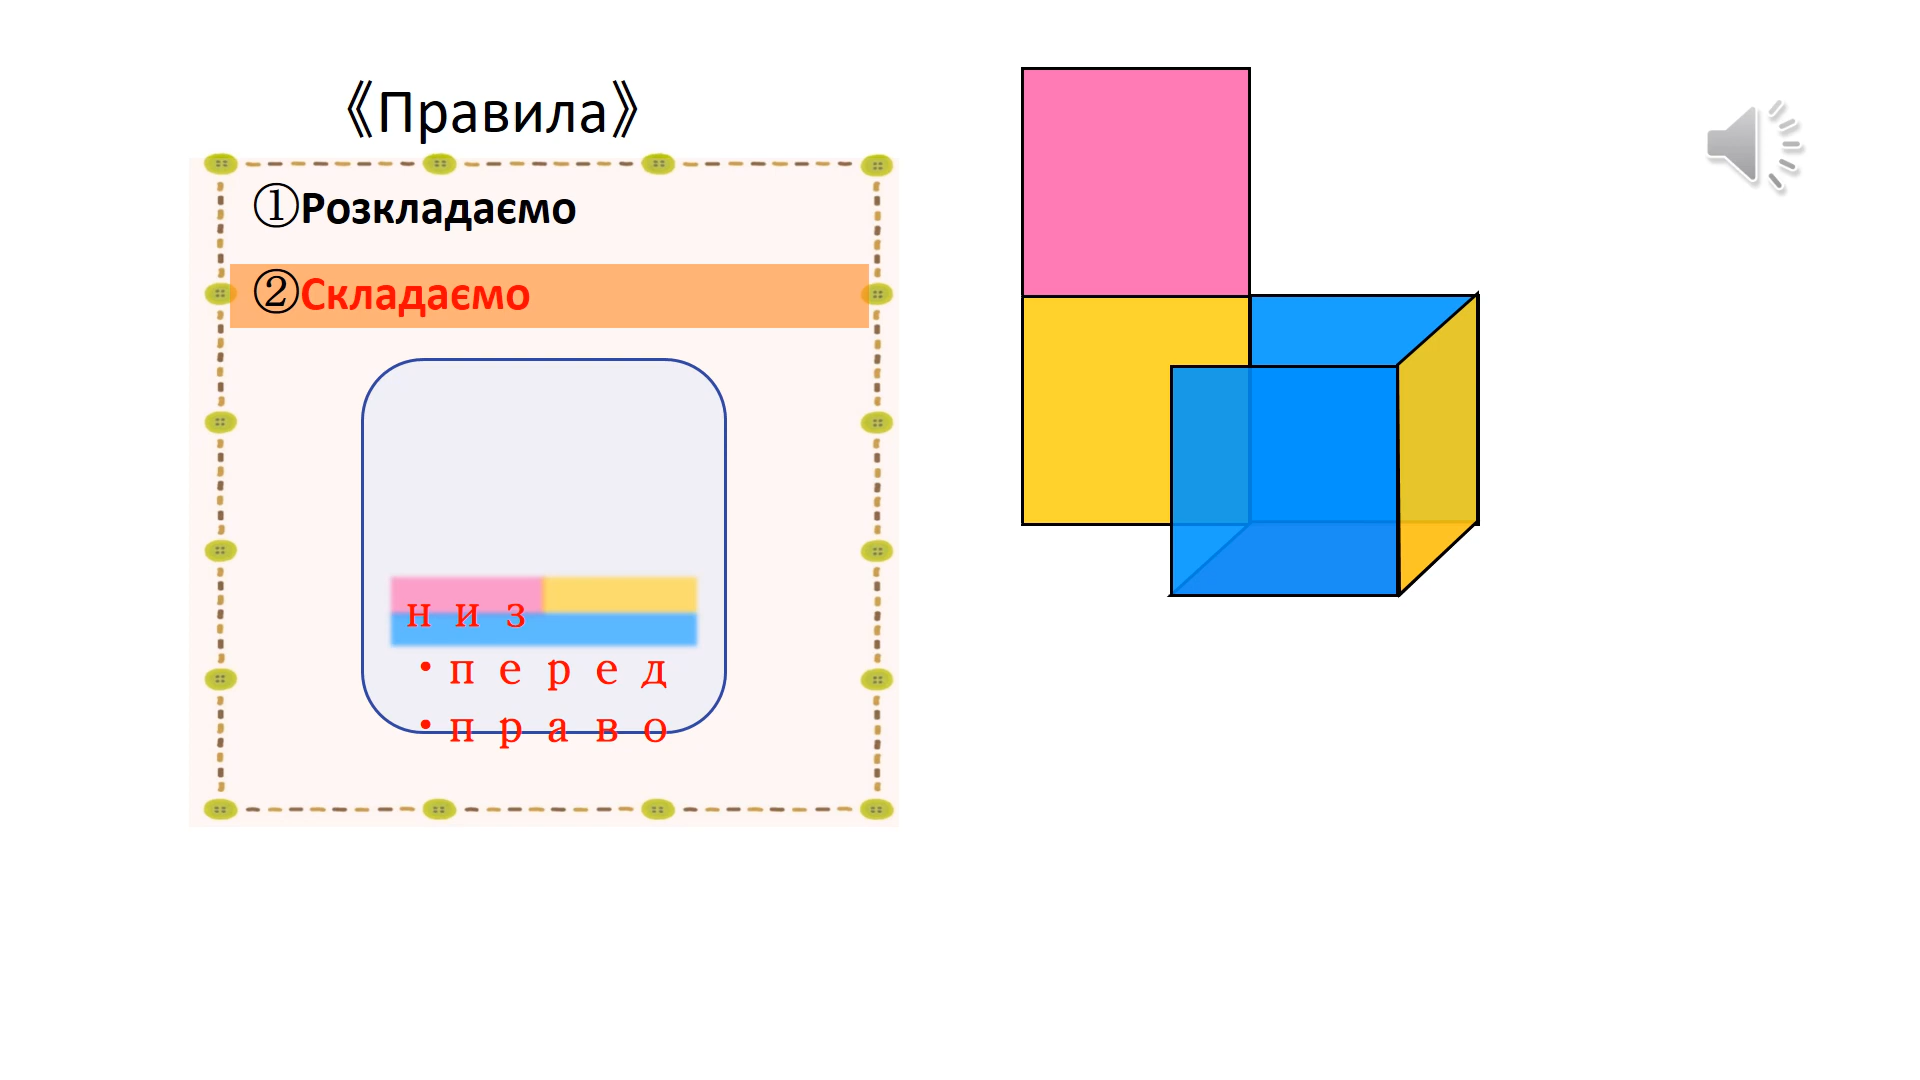 《Правила》
①Розкладаємо
②Складаємо
н и з
• п е р е д
• п р а в о